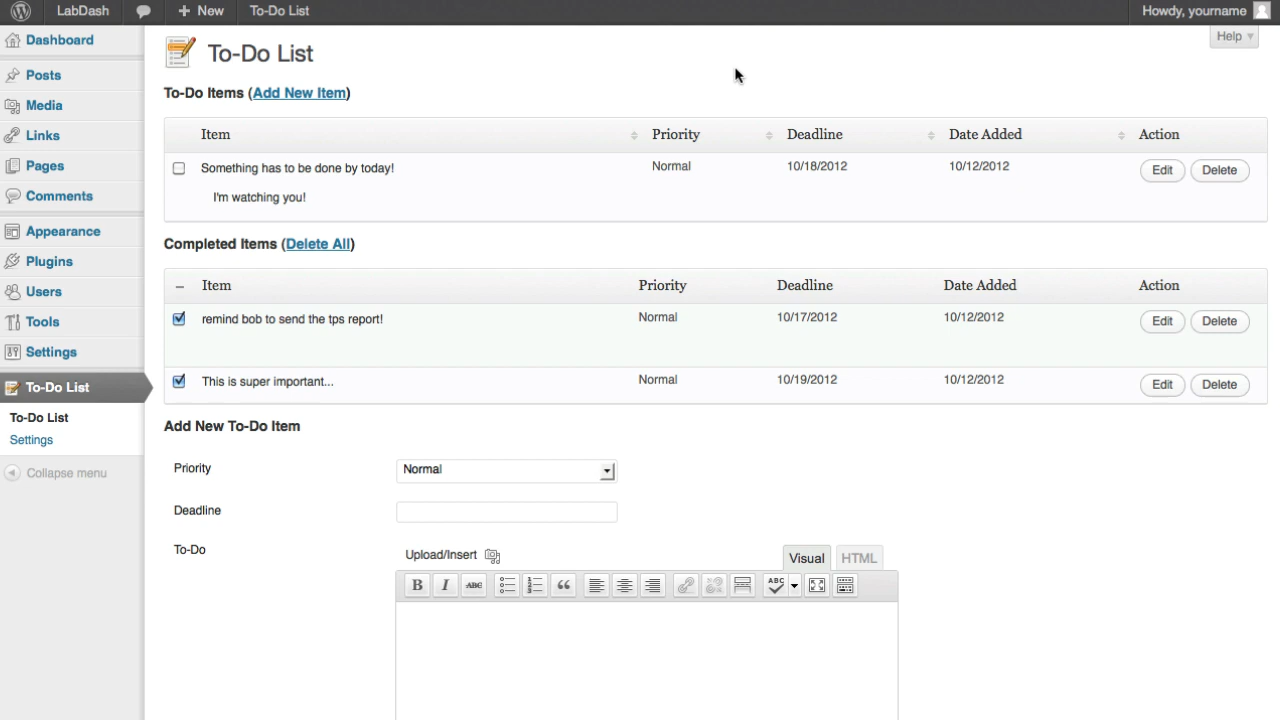 LabDash + New To-Do List Howdy, yourname
Help
Dashboard
Posts
Media
Links
Pages
Comments
Appearance
Plugins
Users
Tools
Settings
To-Do List
To-Do List
Settings
Collapse menu
To-Do List
To-Do Items (Add New Item)
Item Priority Deadline Date Added Action
Something has to be done by today! Normal 10/18/2012 10/12/2012 Edit Delete
I'm watching you!
Completed Items (Delete All)
– Item Priority Deadline Date Added Action
remind bob to send the tps report! Normal 10/17/2012 10/12/2012 Edit Delete
This is super important... Normal 10/19/2012 10/12/2012 Edit Delete
Add New To-Do Item
Priority Normal
Deadline
To-Do Upload/Insert Visual HTML
B I ABC ABC